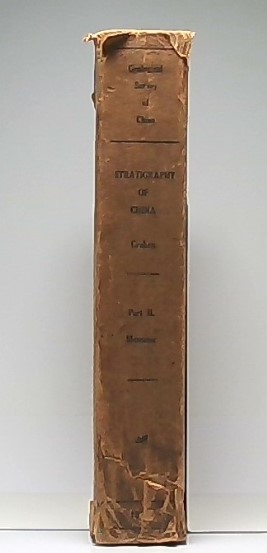 Geological
Survey
of
China
STRATIGRAPHY
OF
CHINA
Grabau
Part II.
Mesozoic